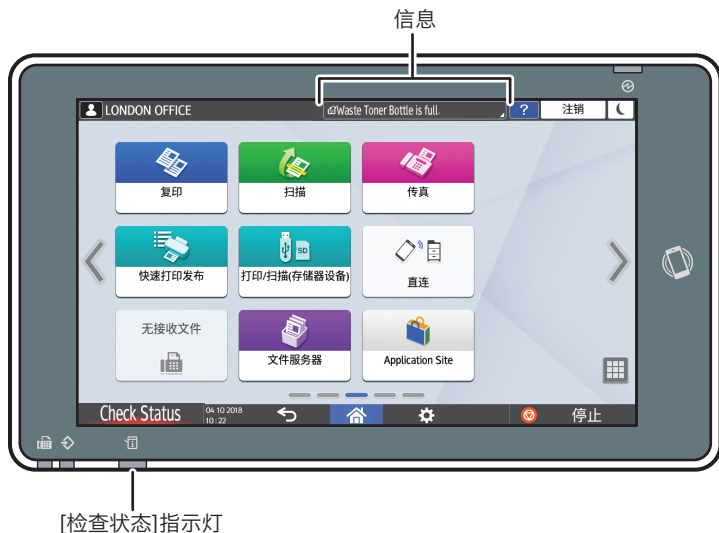 信息
LONDON OFFICE
Waste Toner Bottle is full.
?
注销
复印
扫描
传真
快速打印发布
SD
打印/扫描(存储器设备)
直连
无接收文件
文件服务器
Application Site
Check Status
04 10 2018
10 : 22
停止
[检查状态]指示灯